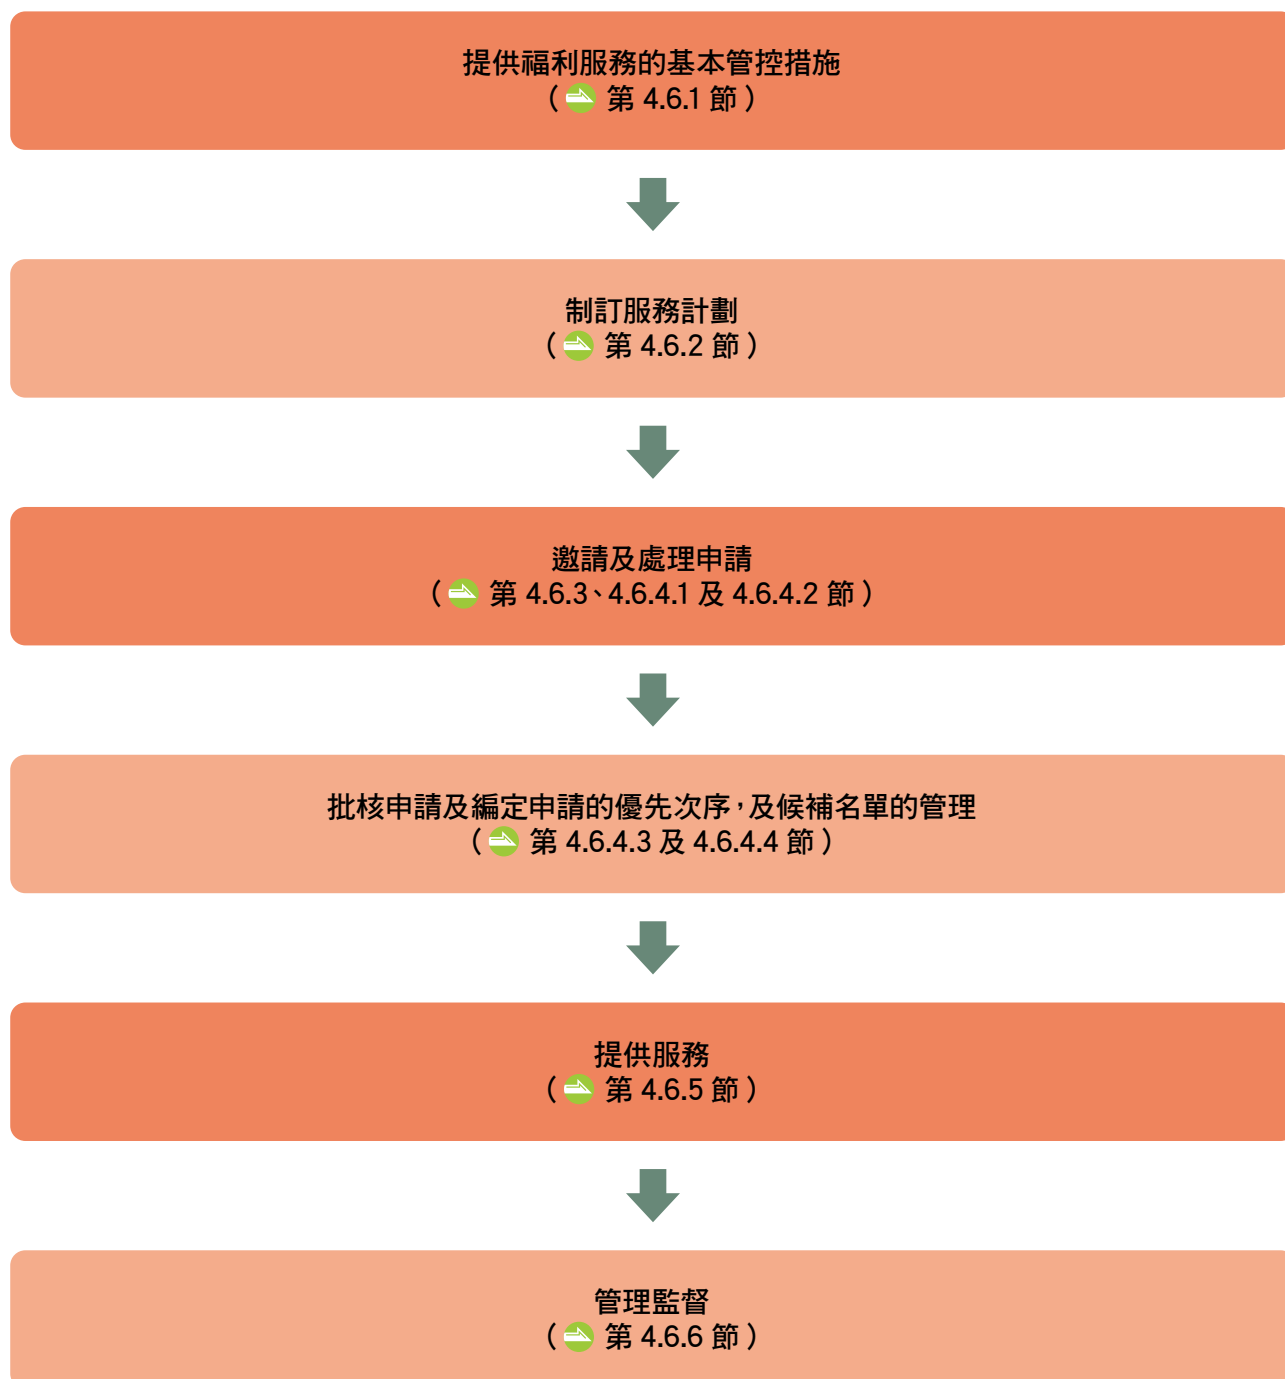 提供福利服務的基本管控措施
（ 第 4.6.1 節 ）
制訂服務計劃
（ 第 4.6.2 節 ）
邀請及處理申請
（ 第 4.6.3、4.6.4.1 及 4.6.4.2 節 ）
批核申請及編定申請的優先次序，及候補名單的管理
（ 第 4.6.4.3 及 4.6.4.4 節 ）
提供服務
（ 第 4.6.5 節 ）
管理監督
（ 第 4.6.6 節 ）